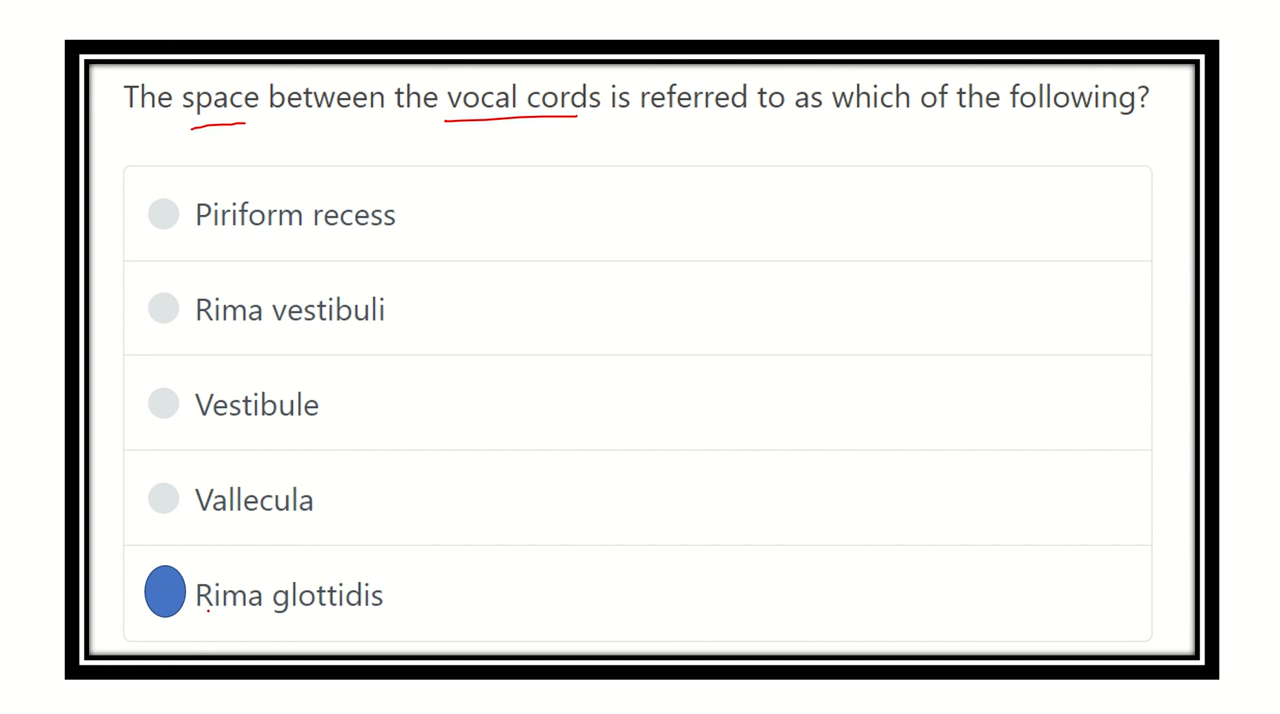 The space between the vocal cords is referred to as which of the following?
Piriform recess
Rima vestibuli
Vestibule
Vallecula
Rima glottidis